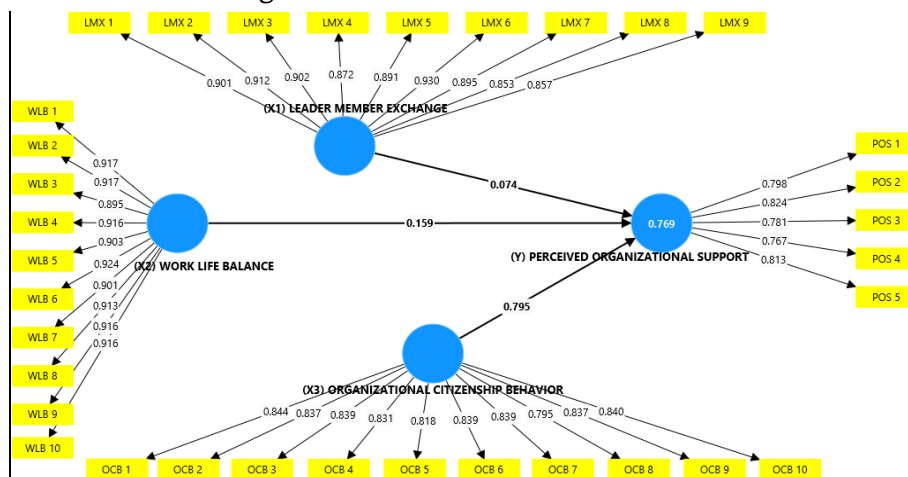 LMX 1 LMX 2 LMX 3 LMX 4 LMX 5 LMX 6 LMX 7 LMX 8 LMX 9
0.901 0.912 0.902 0.872 0.891 0.930 0.895 0.853 0.857
(X1) LEADER MEMBER EXCHANGE
WLB 1
WLB 2
WLB 3
WLB 4
WLB 5
WLB 6
WLB 7
WLB 8
WLB 9
WLB 10
0.917
0.917
0.895
0.916
0.903
0.924
0.901
0.913
0.916
0.916
(X2) WORK LIFE BALANCE
0.074
0.159
0.795
0.769
(Y) PERCEIVED ORGANIZATIONAL SUPPORT
0.798
0.824
0.781
0.767
0.813
POS 1
POS 2
POS 3
POS 4
POS 5
(X3) ORGANIZATIONAL CITIZENSHIP BEHAVIOR
0.844 0.837 0.839 0.831 0.818 0.839 0.839 0.795 0.837 0.840
OCB 1 OCB 2 OCB 3 OCB 4 OCB 5 OCB 6 OCB 7 OCB 8 OCB 9 OCB 10